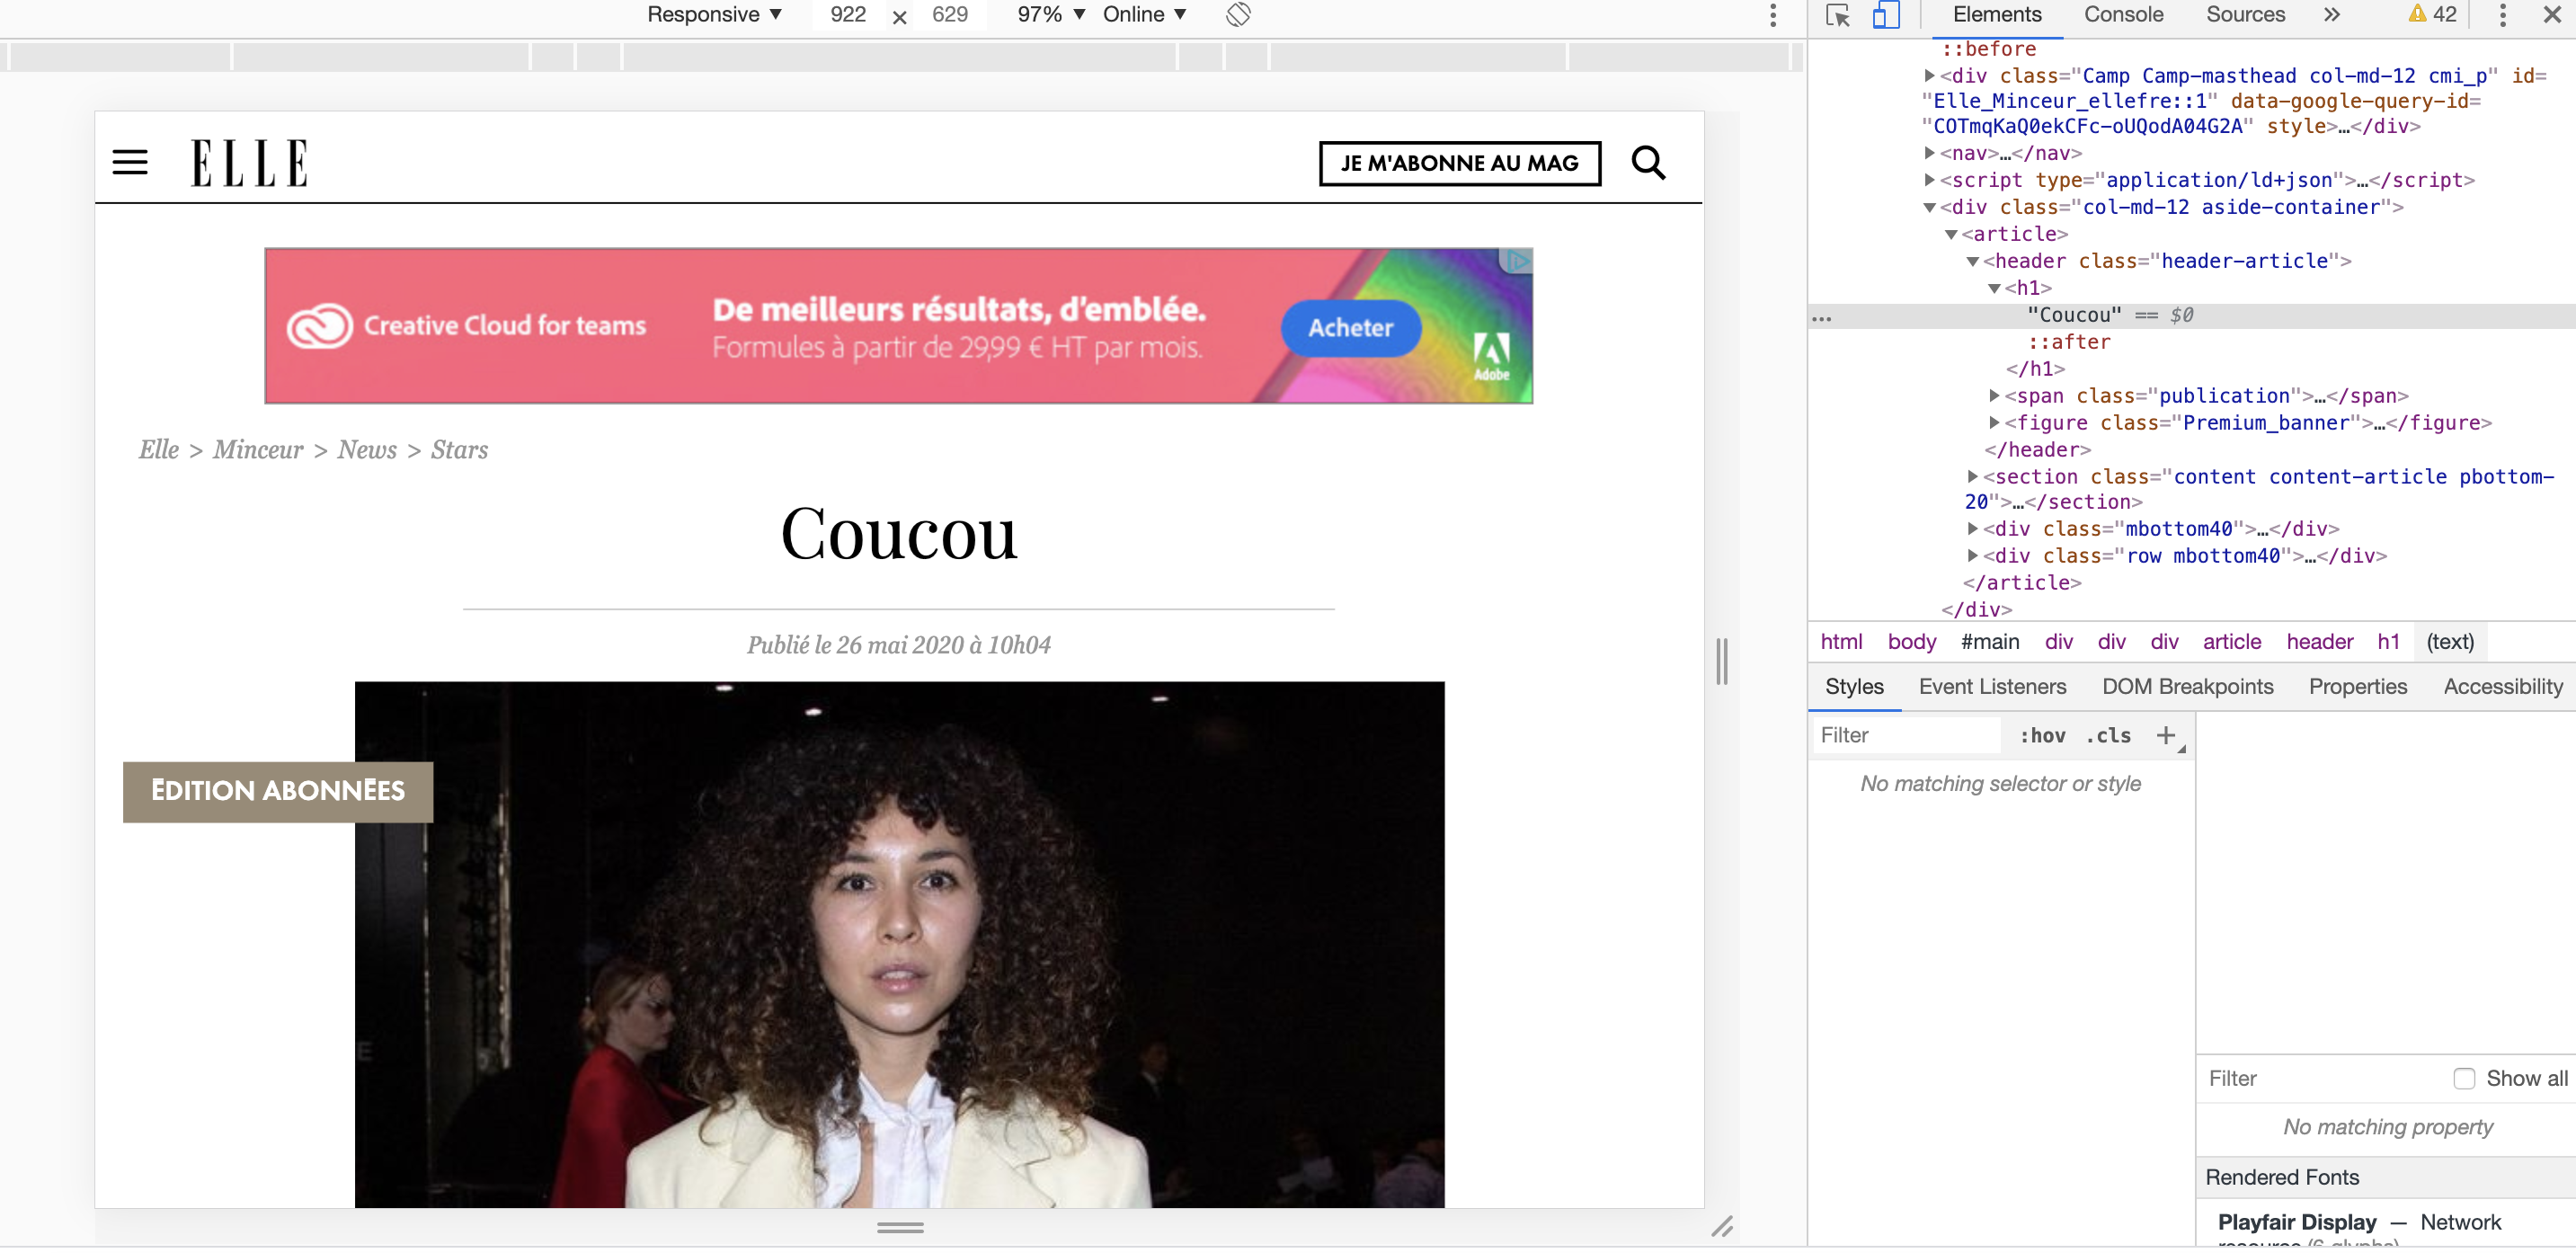 Responsive ▼ 922 × 629 97% ▼ Online ▼
ELLE
JE M'ABONNE AU MAG
Creative Cloud for teams
De meilleurs résultats, d'emblée.
Formules à partir de 29,99 € HT par mois.
Acheter
Adobe
Elle > Minceur > News > Stars
Coucou
Publié le 26 mai 2020 à 10h04
EDITION ABONNEES
Elements Console Sources » 42
::before
▶<div class="Camp Camp-masthead col-md-12 cmi_p" id=
"Elle_Minceur_ellefre::1" data-google-query-id=
"COTmqKaQ0ekCFc-oUQodA04G2A" style>…</div>
▶<nav>…</nav>
▶<script type="application/ld+json">…</script>
▼<div class="col-md-12 aside-container">
▼<article>
▼<header class="header-article">
▼<h1>
… "Coucou" == $0
::after
</h1>
▶<span class="publication">…</span>
▶<figure class="Premium_banner">…</figure>
</header>
▶<section class="content content-article pbottom-
20">…</section>
▶<div class="mbottom40">…</div>
▶<div class="row mbottom40">…</div>
</article>
</div>
html body #main div div div article header h1 (text)
Styles Event Listeners DOM Breakpoints Properties Accessibility
Filter :hov .cls +
No matching selector or style
Filter Show all
No matching property
Rendered Fonts
Playfair Display — Network